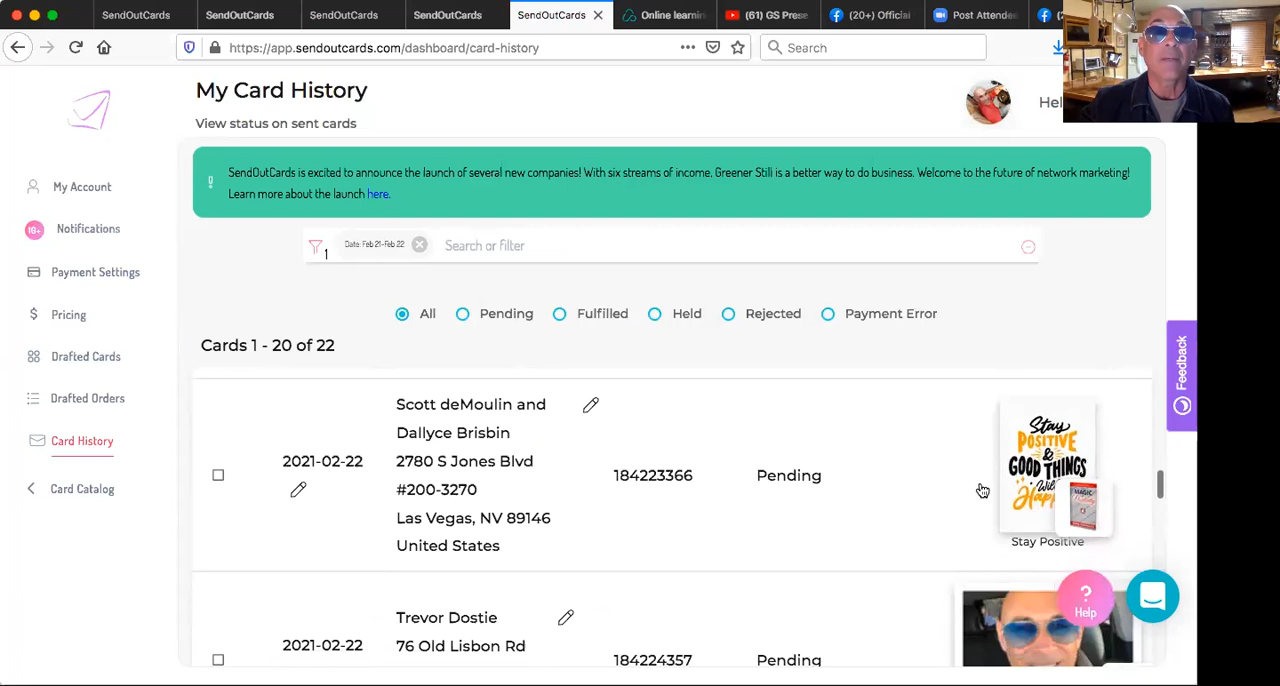 SendOutCards
SendOutCards
SendOutCards
SendOutCards
SendOutCards
Online learnin
(61) GS Prese
(20+) Official
Post Attende
https://app.sendoutcards.com/dashboard/card-history
Search
My Card History
View status on sent cards
Hel
SendOutCards is excited to announce the launch of several new companies! With six streams of income, Greener Still is a better way to do business. Welcome to the future of network marketing!
Learn more about the launch here.
My Account
10+
Notifications
Payment Settings
Pricing
Drafted Cards
Drafted Orders
Card History
Card Catalog
1
Date: Feb 21-Feb 22
Search or filter
All
Pending
Fulfilled
Held
Rejected
Payment Error
Cards 1 - 20 of 22
2021-02-22
Scott deMoulin and
Dallyce Brisbin
2780 S Jones Blvd
#200-3270
Las Vegas, NV 89146
United States
184223366
Pending
Stay
POSITIVE
&
GOOD THINGS
Will
Happ
Stay Positive
2021-02-22
Trevor Dostie
76 Old Lisbon Rd
184224357
Pending
Feedback
?
Help